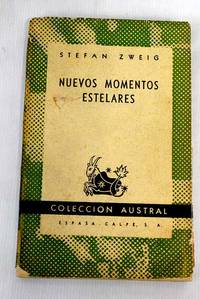 STEFAN ZWEIG
NUEVOS MOMENTOS
ESTELARES
COLECCION AUSTRAL
ESPASA-CALPE, S. A.